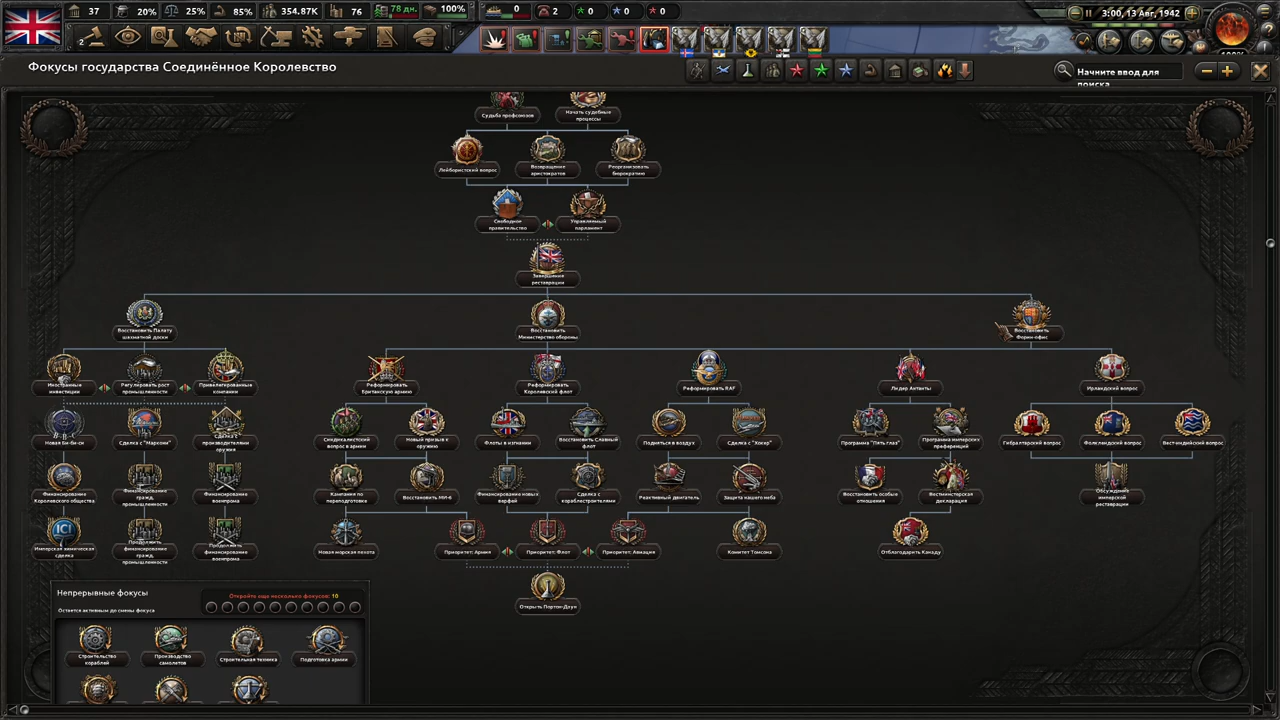 37 20% 25% 85% 354.87K 76 78 дн. 100% 0 2 0 0 0 3:00, 13 Авг, 1942
2
Фокусы государства Соединённое Королевство
Начните ввод для
поиска
Судьба профсоюзов
Начать судебные
процессы
Лейбористский вопрос
Возвращение
аристократов
Реорганизовать
бюрократию
Свободное
правительство
Управляемый
парламент
Завершение
реставрации
Восстановить Палату
шахматной доски
Восстановить
Министерство обороны
Восстановить
Форин-офис
Иностранные
инвестиции
Регулировать рост
промышленности
Привилегированные
компании
Реформировать
Британскую армию
Реформировать
Королевский флот
Реформировать RAF
Лидер Антанты
Ирландский вопрос
Новая Би-би-си
Сделка с "Маркони"
Сделка с
производителями
оружия
Синдикалистский
вопрос в армии
Новый призыв к
оружию
Флоты в изгнании
Восстановить Славный
флот
Подняться в воздух
Сделка с "Хокер"
Программа "Пять глаз"
Программа имперских
преференций
Гибралтарский вопрос
Фолклендский вопрос
Вест-индийский вопрос
Финансирование
Королевского общества
Финансирование
гражд.
промышленности
Финансирование
военпрома
Кампания по
переподготовке
Восстановить МИ-6
Финансирование новых
верфей
Сделка с
кораблестроителями
Реактивный двигатель
Защита нашего неба
Восстановить особые
отношения
Вестминстерская
декларация
Обсуждение
имперской
реставрации
Имперская химическая
сделка
Продолжить
финансирование
гражд.
промышленности
Продолжить
финансирование
военпрома
Новая морская пехота
Приоритет: Армия
Приоритет: Флот
Приоритет: Авиация
Комитет Томсона
Отблагодарить Канаду
Открыть Портон-Даун
Непрерывные фокусы
Откройте еще несколько фокусов: 10
Остается активным до смены фокуса
Строительство
кораблей
Производство
самолетов
Строительная техника
Подготовка армии